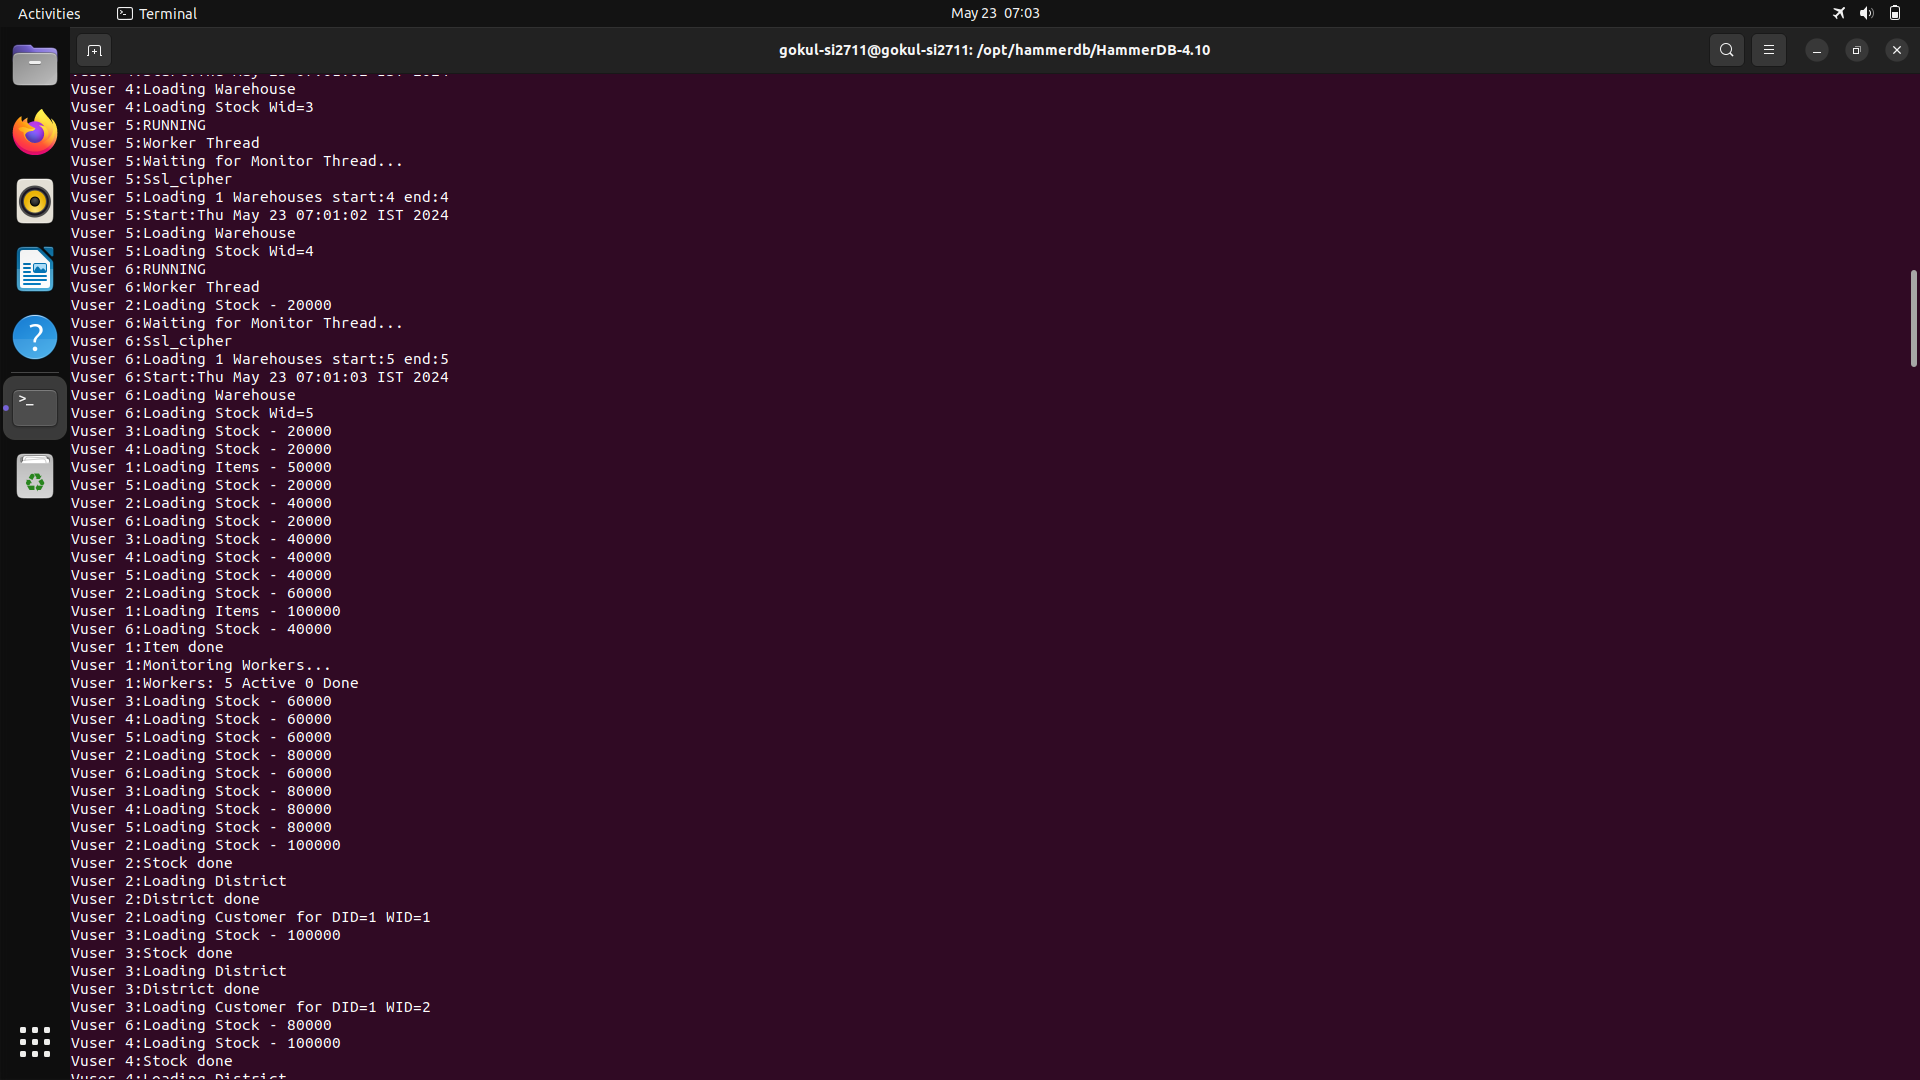 Activities
Terminal
May 23 07:03
gokul-si2711@gokul-si2711: /opt/hammerdb/HammerDB-4.10
Vuser 4:Loading Warehouse
Vuser 4:Loading Stock Wid=3
Vuser 5:RUNNING
Vuser 5:Worker Thread
Vuser 5:Waiting for Monitor Thread...
Vuser 5:Ssl_cipher
Vuser 5:Loading 1 Warehouses start:4 end:4
Vuser 5:Start:Thu May 23 07:01:02 IST 2024
Vuser 5:Loading Warehouse
Vuser 5:Loading Stock Wid=4
Vuser 6:RUNNING
Vuser 6:Worker Thread
Vuser 2:Loading Stock - 20000
Vuser 6:Waiting for Monitor Thread...
Vuser 6:Ssl_cipher
Vuser 6:Loading 1 Warehouses start:5 end:5
Vuser 6:Start:Thu May 23 07:01:03 IST 2024
Vuser 6:Loading Warehouse
Vuser 6:Loading Stock Wid=5
Vuser 3:Loading Stock - 20000
Vuser 4:Loading Stock - 20000
Vuser 1:Loading Items - 50000
Vuser 5:Loading Stock - 20000
Vuser 2:Loading Stock - 40000
Vuser 6:Loading Stock - 20000
Vuser 3:Loading Stock - 40000
Vuser 4:Loading Stock - 40000
Vuser 5:Loading Stock - 40000
Vuser 2:Loading Stock - 60000
Vuser 1:Loading Items - 100000
Vuser 6:Loading Stock - 40000
Vuser 1:Item done
Vuser 1:Monitoring Workers...
Vuser 1:Workers: 5 Active 0 Done
Vuser 3:Loading Stock - 60000
Vuser 4:Loading Stock - 60000
Vuser 5:Loading Stock - 60000
Vuser 2:Loading Stock - 80000
Vuser 6:Loading Stock - 60000
Vuser 3:Loading Stock - 80000
Vuser 4:Loading Stock - 80000
Vuser 5:Loading Stock - 80000
Vuser 2:Loading Stock - 100000
Vuser 2:Stock done
Vuser 2:Loading District
Vuser 2:District done
Vuser 2:Loading Customer for DID=1 WID=1
Vuser 3:Loading Stock - 100000
Vuser 3:Stock done
Vuser 3:Loading District
Vuser 3:District done
Vuser 3:Loading Customer for DID=1 WID=2
Vuser 6:Loading Stock - 80000
Vuser 4:Loading Stock - 100000
Vuser 4:Stock done
Vuser 4:Loading District